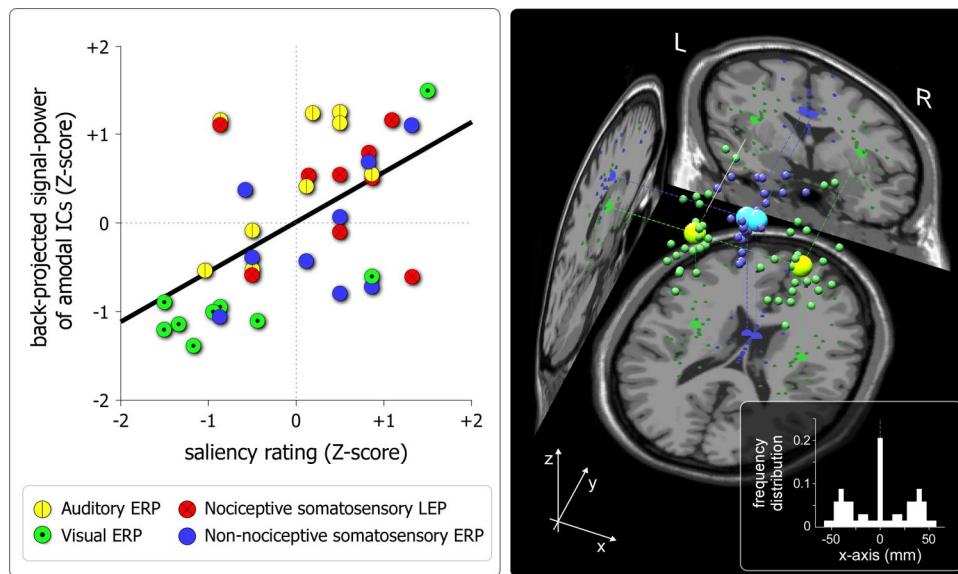 back-projected signal-power
of amodal ICs (Z-score)
+2
+1
0
-1
-2
-2
-1
0
+1
+2
saliency rating (Z-score)
Auditory ERP
Nociceptive somatosensory LEP
Visual ERP
Non-nociceptive somatosensory ERP
L
R
z
y
x
frequency
distribution
0.2
0.1
0
-50
0
50
x-axis (mm)